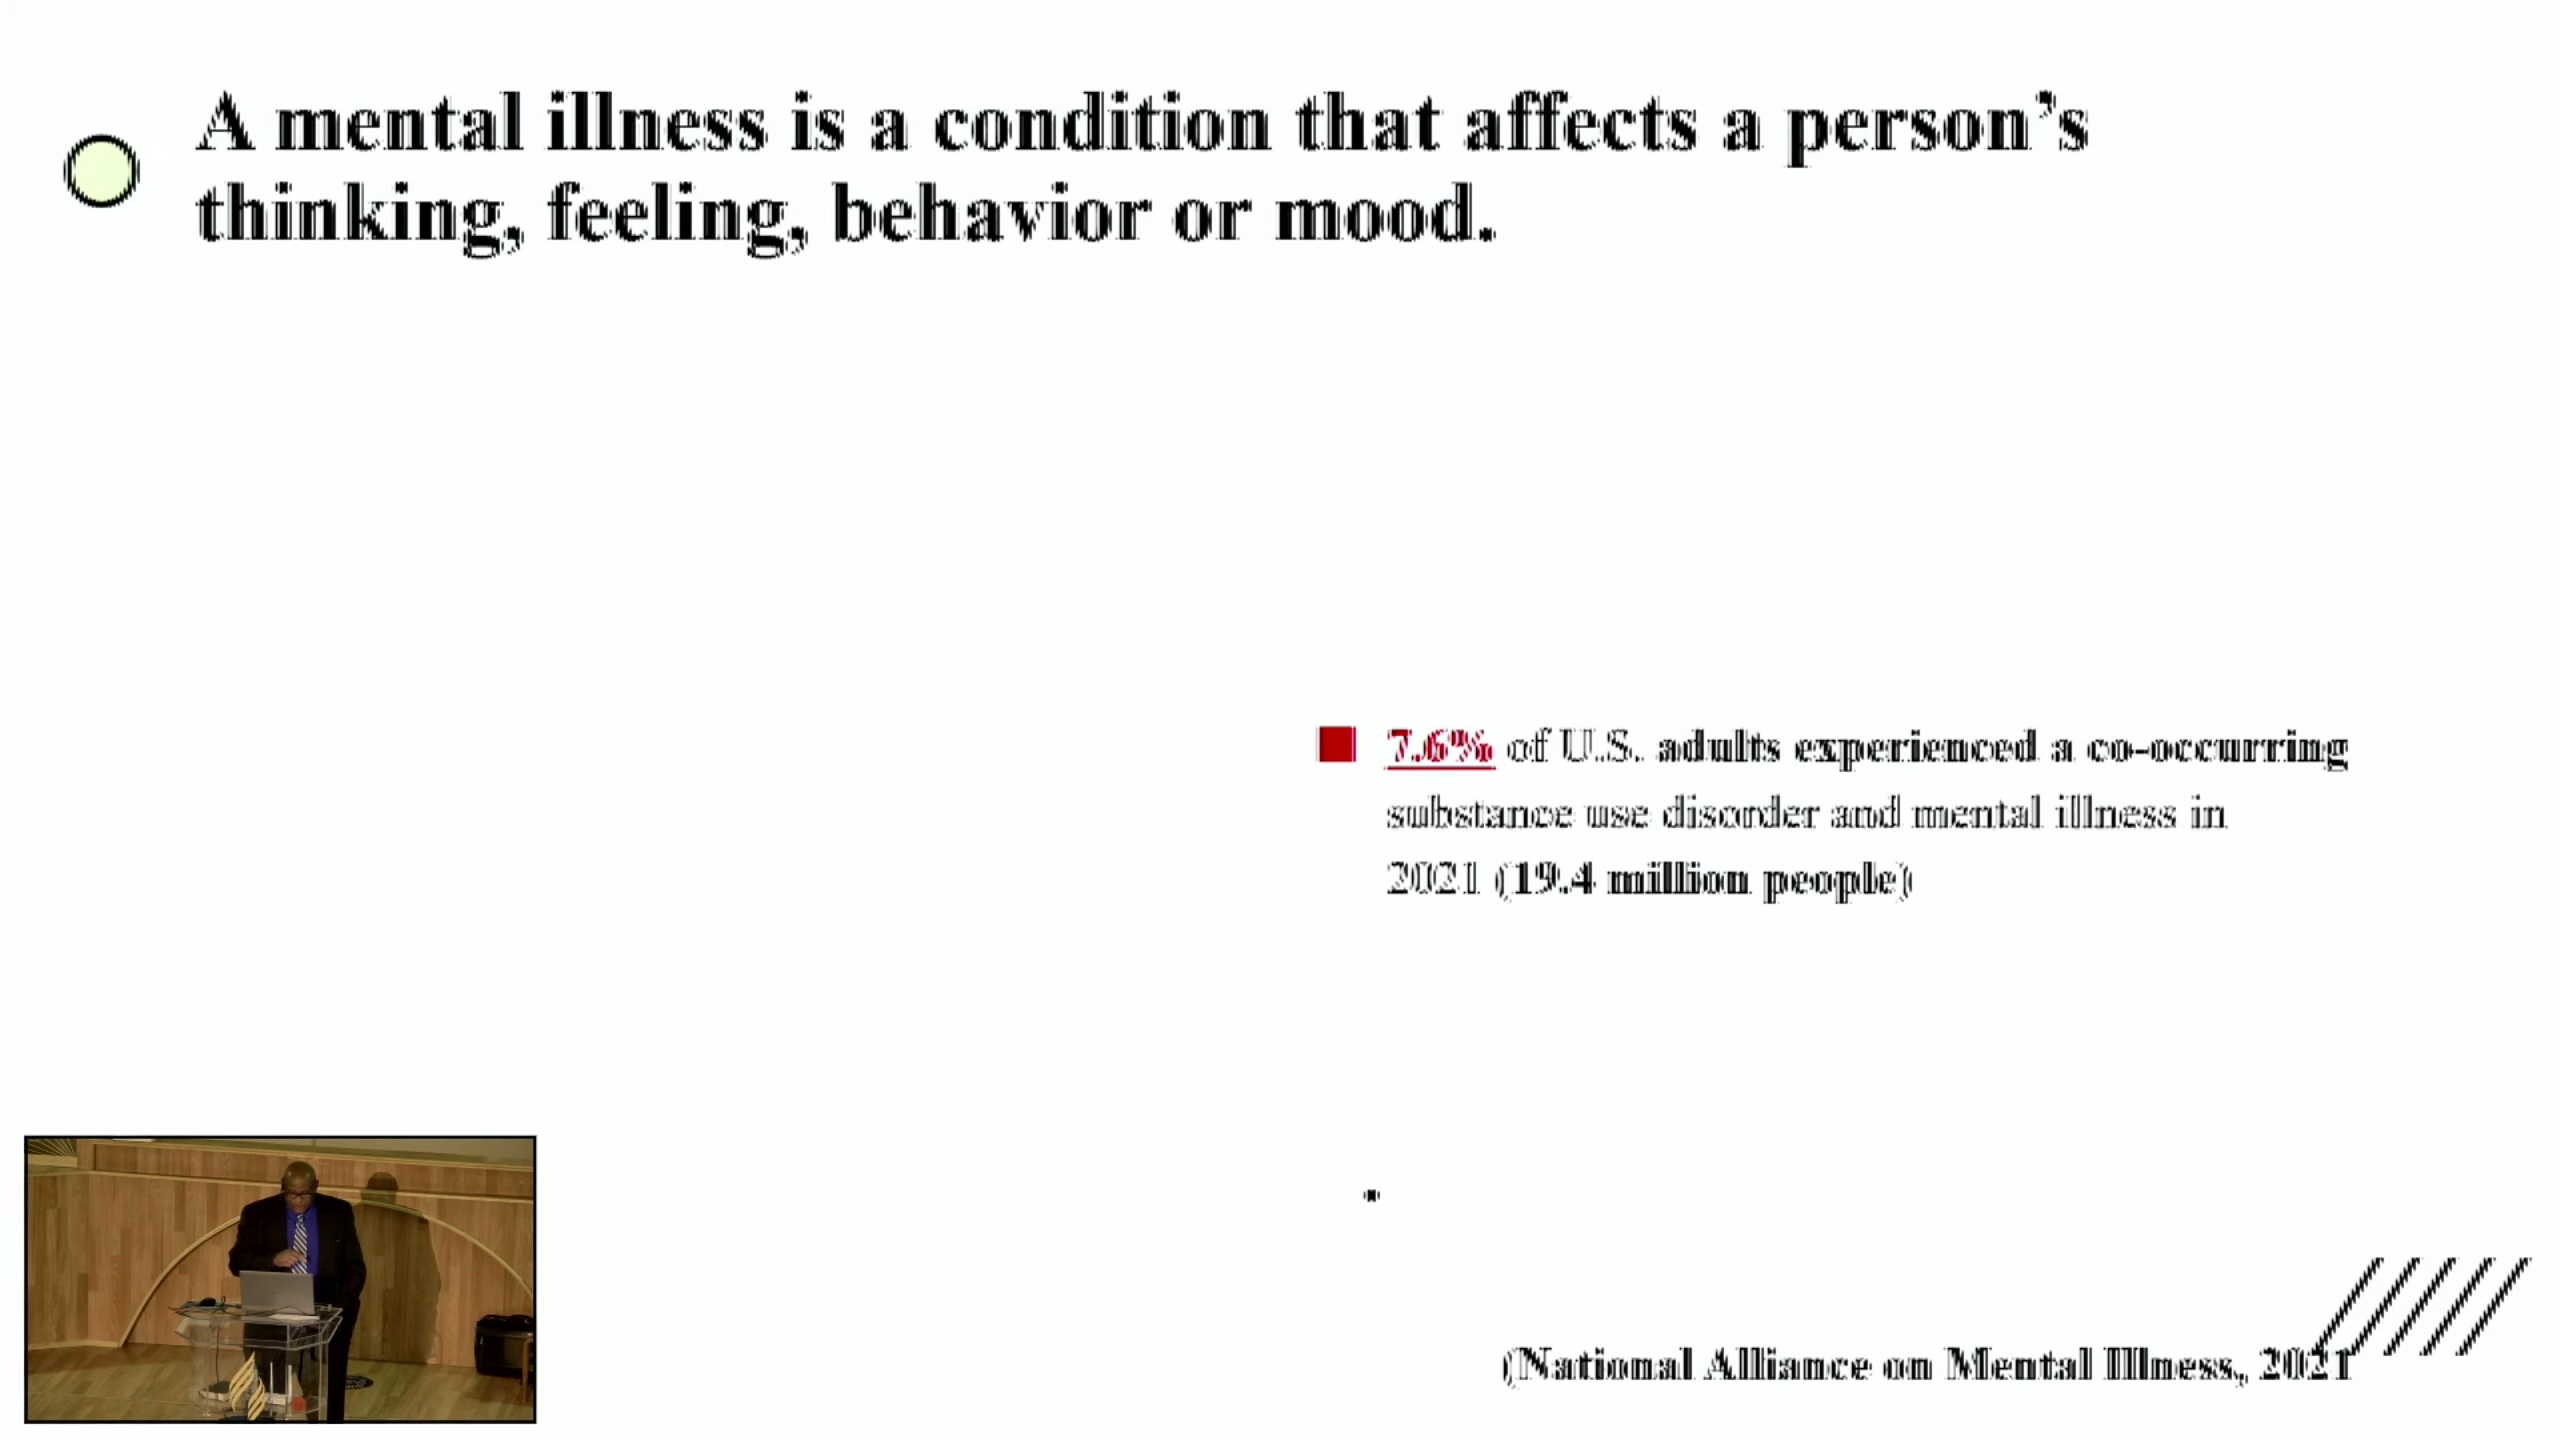 A mental illness is a condition that affects a person’s
thinking, feeling, behavior or mood.
7.6% of U.S. adults experienced a co-occurring
substance use disorder and mental illness in
2021 (19.4 million people)
(National Alliance on Mental Illness, 2021